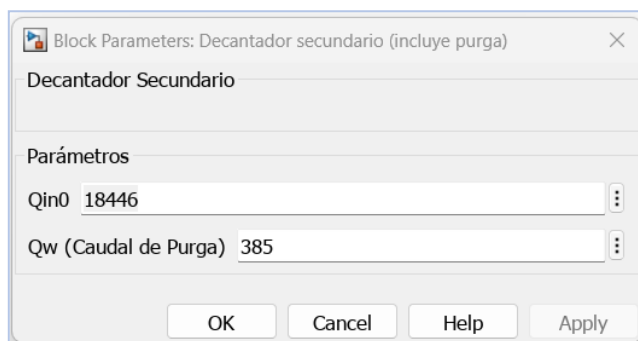 Block Parameters: Decantador secundario (incluye purga)
Decantador Secundario
Parámetros
Qin0 18446
Qw (Caudal de Purga) 385
OK Cancel Help Apply